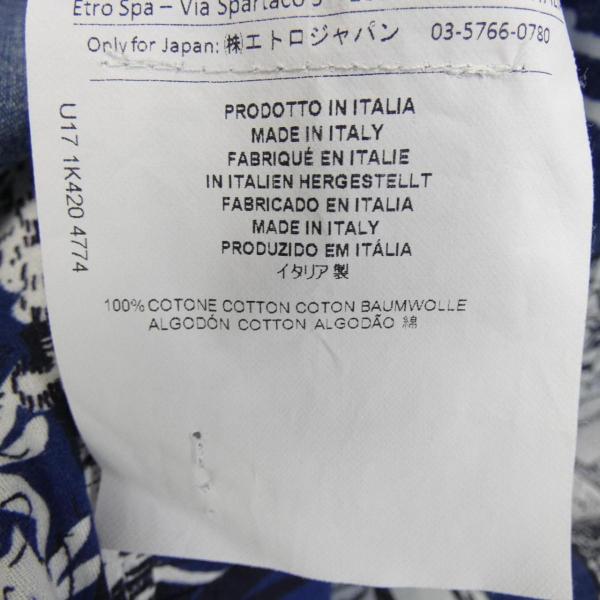 Etro Spa – Via Spartaco 3
Only for Japan: ㈱エトロジャパン 03-5766-0780
PRODOTTO IN ITALIA
MADE IN ITALY
FABRIQUÉ EN ITALIE
IN ITALIEN HERGESTELLT
FABRICADO EN ITALIA
MADE IN ITALY
PRODUZIDO EM ITÁLIA
イタリア製
100% COTONE COTTON COTON BAUMWOLLE
ALGODÓN COTTON ALGODÃO 綿
U17 1K420 4774